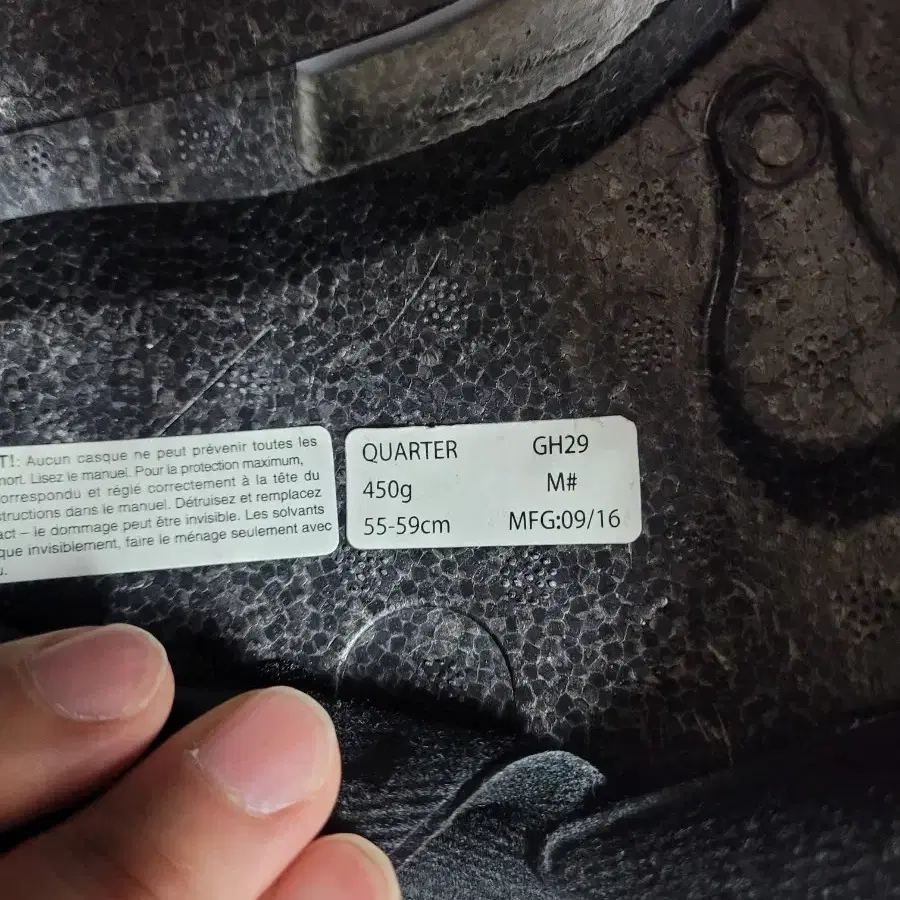 T!: Aucun casque ne peut prévenir toutes les
mort. Lisez le manuel. Pour la protection maximum,
orrespondu et réglé correctement à la tête du
structions dans le manuel. Détruisez et remplacez
act – le dommage peut être invisible. Les solvants
que invisiblement, faire le ménage seulement avec
u.
QUARTER GH29
450g M#
55-59cm MFG:09/16